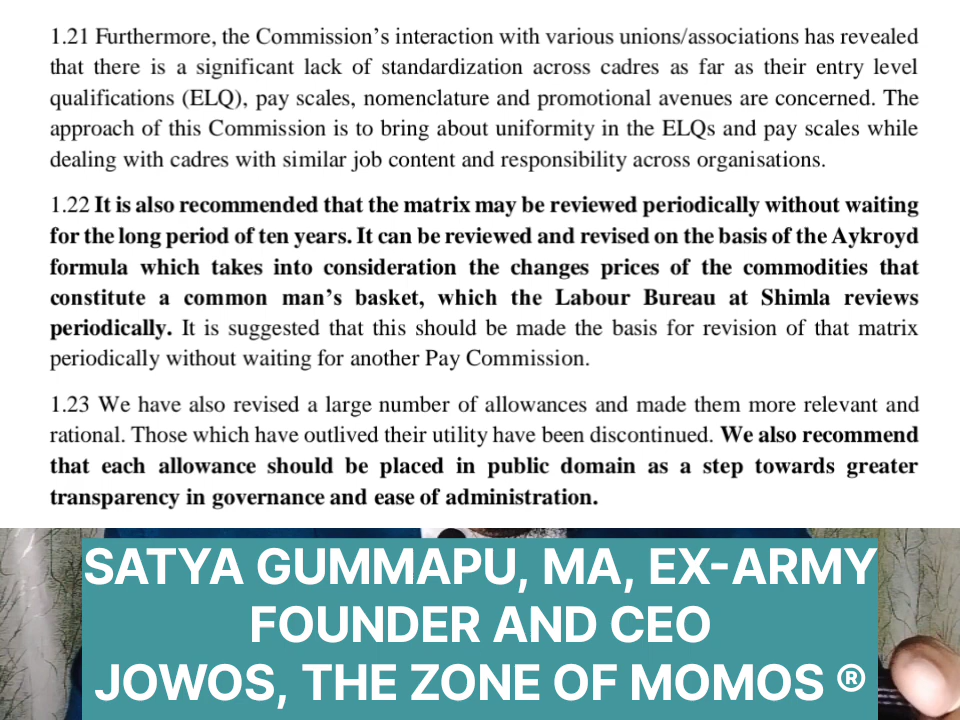 1.21 Furthermore, the Commission’s interaction with various unions/associations has revealed
that there is a significant lack of standardization across cadres as far as their entry level
qualifications (ELQ), pay scales, nomenclature and promotional avenues are concerned. The
approach of this Commission is to bring about uniformity in the ELQs and pay scales while
dealing with cadres with similar job content and responsibility across organisations.
1.22 It is also recommended that the matrix may be reviewed periodically without waiting
for the long period of ten years. It can be reviewed and revised on the basis of the Aykroyd
formula which takes into consideration the changes prices of the commodities that
constitute a common man’s basket, which the Labour Bureau at Shimla reviews
periodically. It is suggested that this should be made the basis for revision of that matrix
periodically without waiting for another Pay Commission.
1.23 We have also revised a large number of allowances and made them more relevant and
rational. Those which have outlived their utility have been discontinued. We also recommend
that each allowance should be placed in public domain as a step towards greater
transparency in governance and ease of administration.
SATYA GUMMAPU, MA, EX-ARMY
FOUNDER AND CEO
JOWOS, THE ZONE OF MOMOS ®